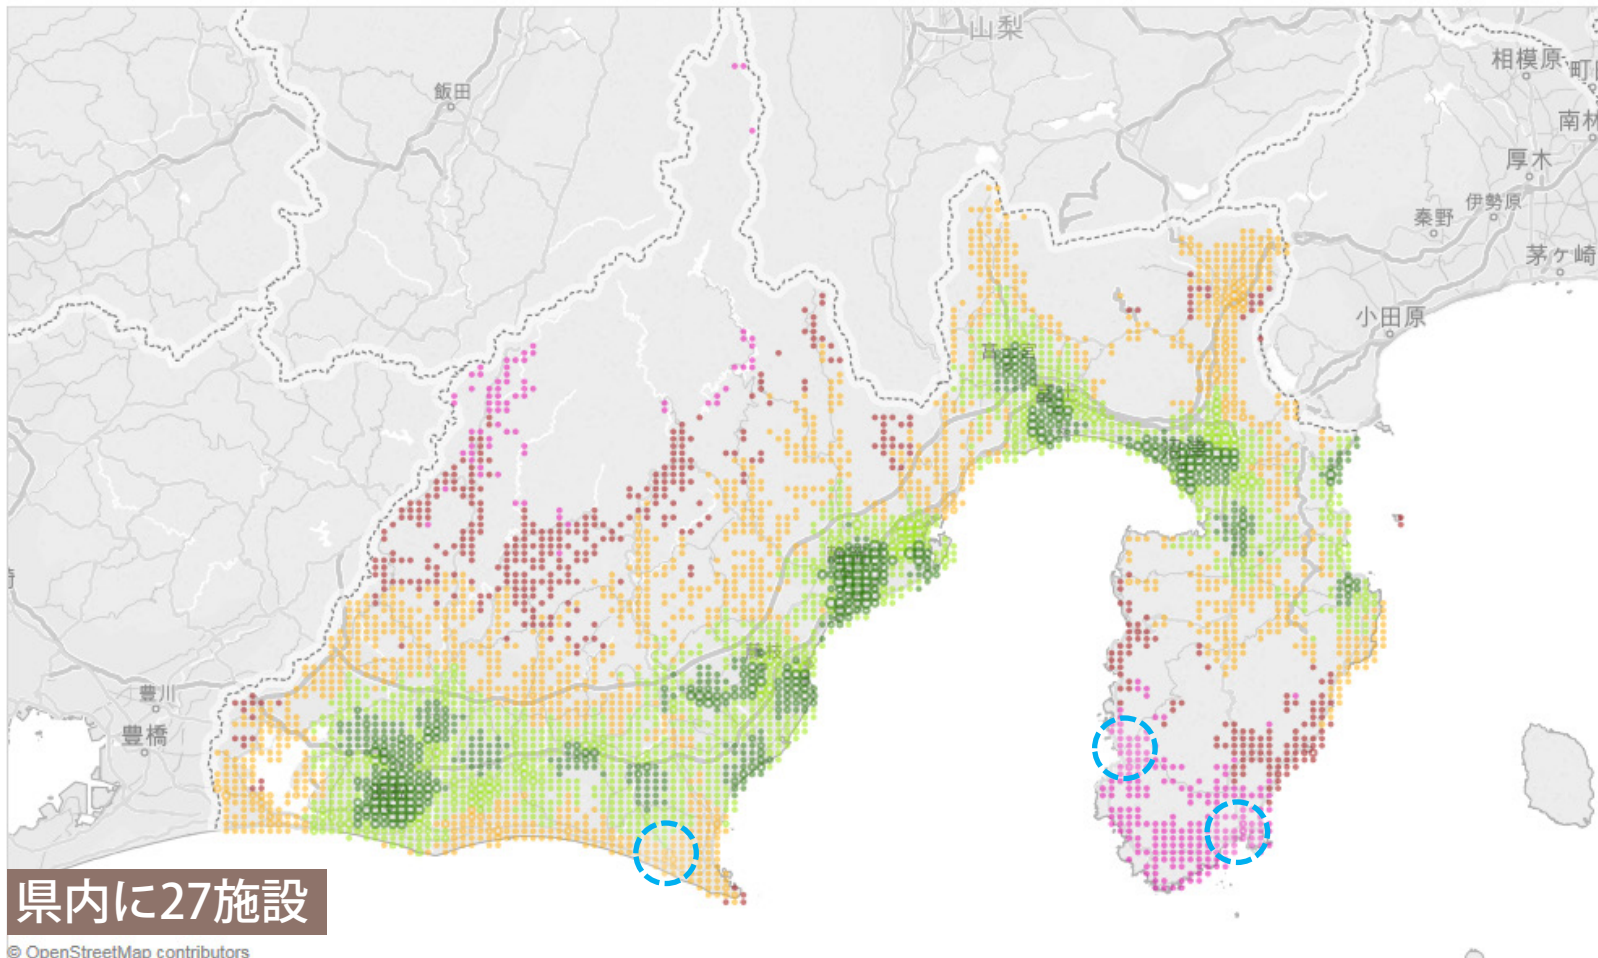 山梨
相模原
飯田
南林
厚木
伊勢原
秦野
茅ヶ崎
小田原
豊川
豊橋
県内に27施設
© OpenStreetMap contributors